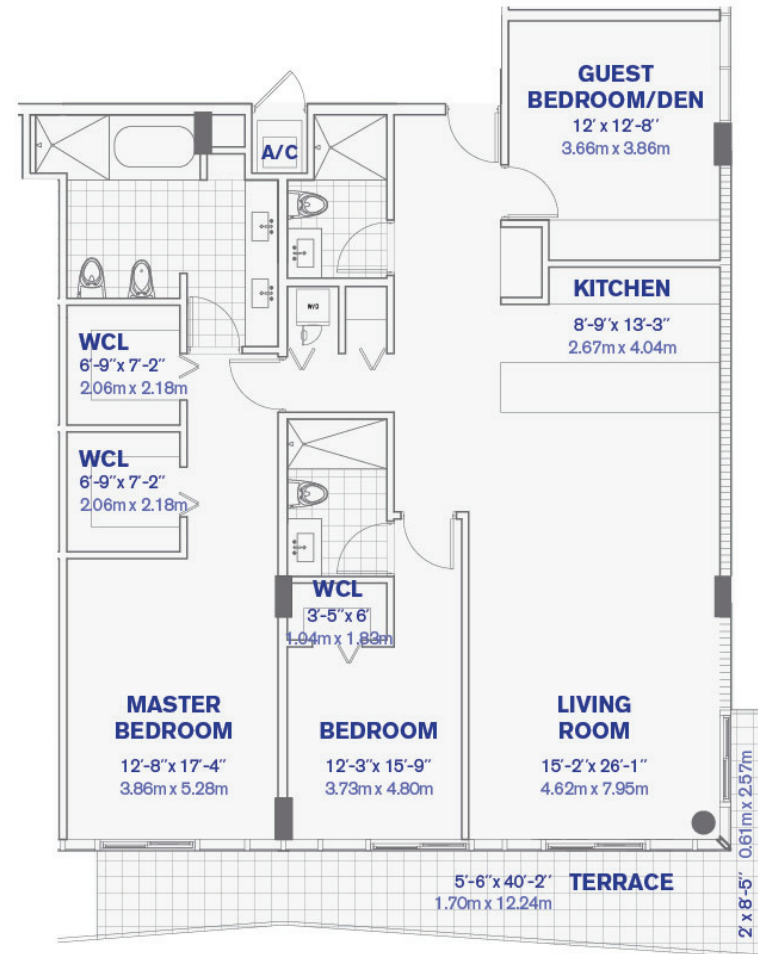 GUEST
BEDROOM/DEN
12' x 12'-8''
3.66m x 3.86m
A/C
KITCHEN
8'-9''x 13'-3''
2.67m x 4.04m
W/D
WCL
6'-9''x 7'-2''
2.06m x 2.18m
WCL
6'-9''x 7'-2''
2.06m x 2.18m
WCL
3'-5''x 6'
1.04m x 1.83m
MASTER
BEDROOM
12'-8''x 17'-4''
3.86m x 5.28m
BEDROOM
12'-3''x 15'-9''
3.73m x 4.80m
LIVING
ROOM
15'-2''x 26'-1''
4.62m x 7.95m
5'-6''x 40'-2''
1.70m x 12.24m
TERRACE
2' x 8'-5'' 0.61m x 2.57m